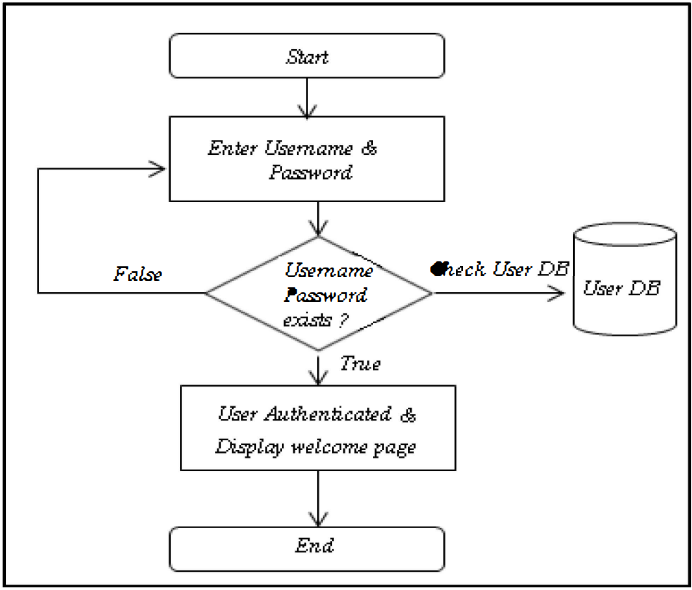 Start
Enter Username &
Password
False
Username
Password
exists ?
Check User DB
User DB
True
User Authenticated &
Display welcome page
End